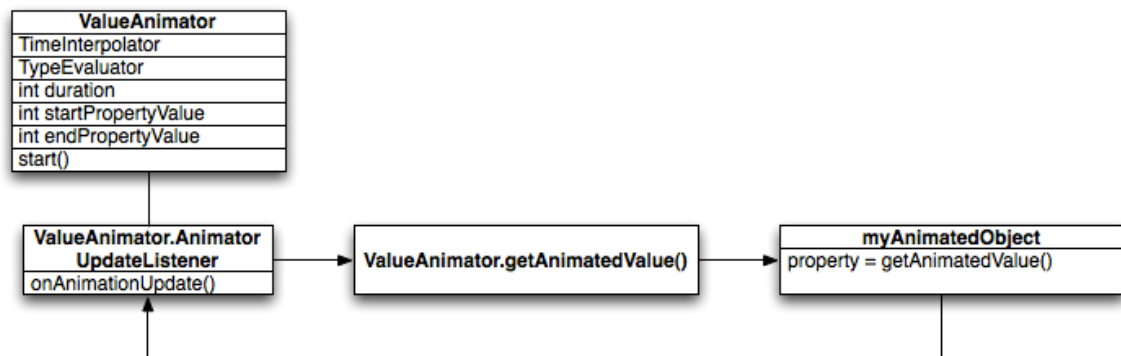 ValueAnimator
TimeInterpolator
TypeEvaluator
int duration
int startPropertyValue
int endPropertyValue
start()
ValueAnimator.Animator
UpdateListener
onAnimationUpdate()
ValueAnimator.getAnimatedValue()
myAnimatedObject
property = getAnimatedValue()